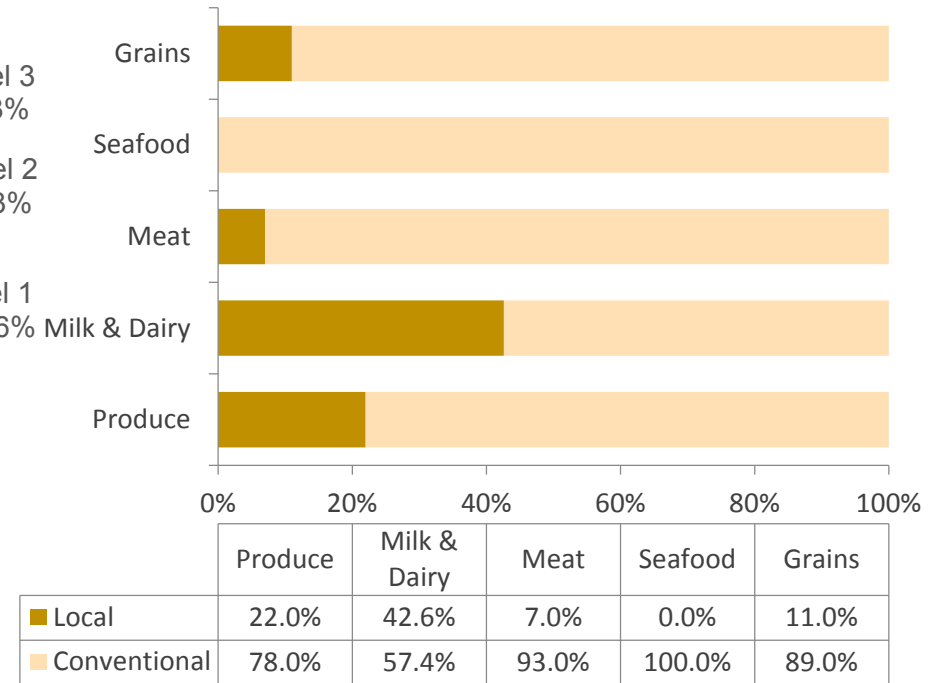 Grains
el 3
3%
Seafood
el 2
3%
Meat
el 1
6% Milk & Dairy
Produce
0% 20% 40% 60% 80% 100%
Produce Milk & Dairy Meat Seafood Grains
Local 22.0% 42.6% 7.0% 0.0% 11.0%
Conventional 78.0% 57.4% 93.0% 100.0% 89.0%